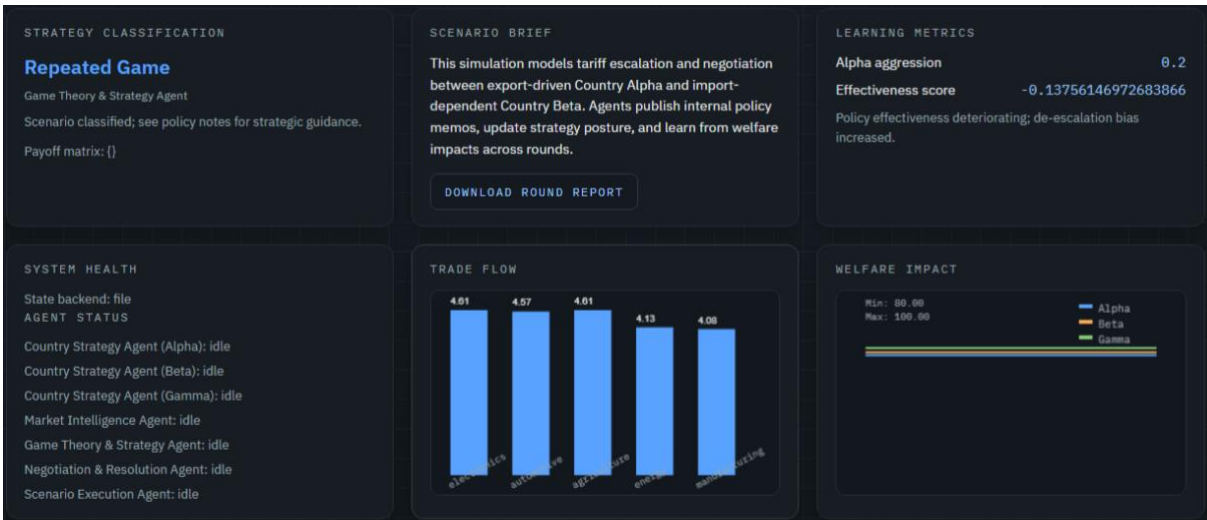 STRATEGY CLASSIFICATION
Repeated Game
Game Theory & Strategy Agent
Scenario classified; see policy notes for strategic guidance.
Payoff matrix: {}
SCENARIO BRIEF
This simulation models tariff escalation and negotiation
between export-driven Country Alpha and import-
dependent Country Beta. Agents publish internal policy
memos, update strategy posture, and learn from welfare
impacts across rounds.
DOWNLOAD ROUND REPORT
LEARNING METRICS
Alpha aggression 0.2
Effectiveness score -0.13756146972683866
Policy effectiveness deteriorating; de-escalation bias
increased.
SYSTEM HEALTH
State backend: file
AGENT STATUS
Country Strategy Agent (Alpha): idle
Country Strategy Agent (Beta): idle
Country Strategy Agent (Gamma): idle
Market Intelligence Agent: idle
Game Theory & Strategy Agent: idle
Negotiation & Resolution Agent: idle
Scenario Execution Agent: idle
TRADE FLOW
4.61 4.57 4.61 4.13 4.08
electronics automotive agriculture energy manufacturing
WELFARE IMPACT
Min: 80.00
Max: 100.00
Alpha
Beta
Gamma